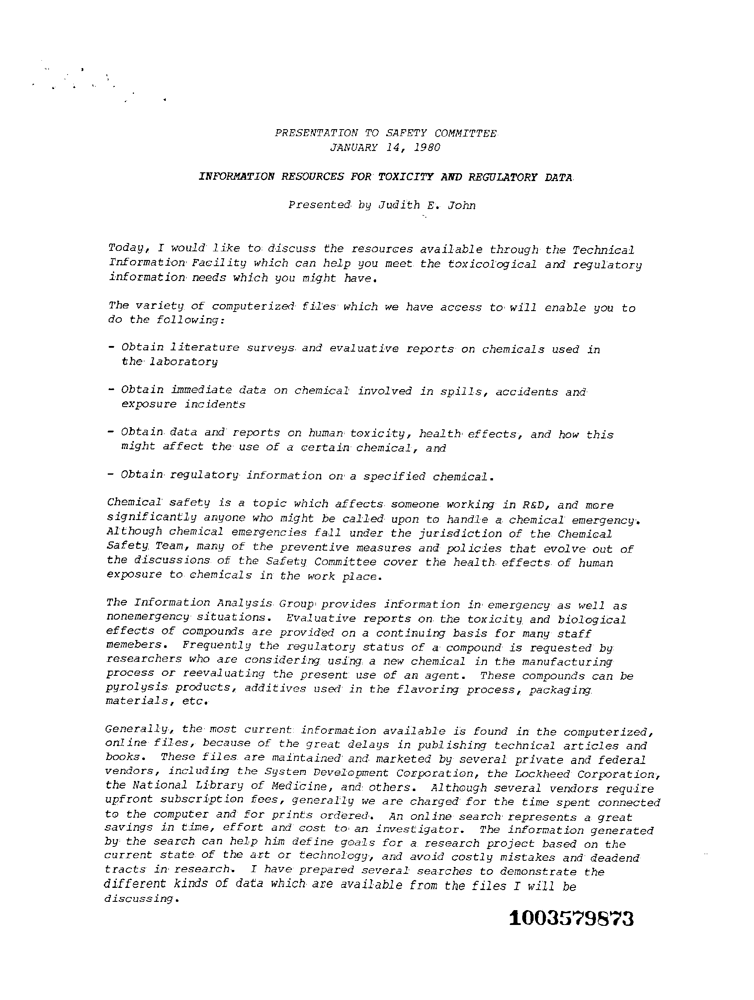 PRESENTATION TO SAFETY COMMITTEE
JANUARY 14, 1980
INFORMATION RESOURCES FOR TOXICITY AND REGULATORY DATA
Presented by Judith E. John
Today, I would like to discuss the resources available through the Technical
Information Facility which can help you meet the toxicological and regulatory
information needs which you might have.
The variety of computerized files which we have access to will enable you to
do the following:
- Obtain literature surveys and evaluative reports on chemicals used in
the laboratory
- Obtain immediate data on chemical involved in spills, accidents and
exposure incidents
- Obtain data and reports on human toxicity, health effects, and how this
might affect the use of a certain chemical, and
- Obtain regulatory information on a specified chemical.
Chemical safety is a topic which affects someone working in R&D, and more
significantly anyone who might be called upon to handle a chemical emergency.
Although chemical emergencies fall under the jurisdiction of the Chemical
Safety Team, many of the preventive measures and policies that evolve out of
the discussions of the Safety Committee cover the health effects of human
exposure to chemicals in the work place.
The Information Analysis Group provides information in emergency as well as
nonemergency situations. Evaluative reports on the toxicity and biological
effects of compounds are provided on a continuing basis for many staff
memebers. Frequently the regulatory status of a compound is requested by
researchers who are considering using a new chemical in the manufacturing
process or reevaluating the present use of an agent. These compounds can be
pyrolysis products, additives used in the flavoring process, packaging
materials, etc.
Generally, the most current information available is found in the computerized,
online files, because of the great delays in publishing technical articles and
books. These files are maintained and marketed by several private and federal
vendors, including the System Development Corporation, the Lockheed Corporation,
the National Library of Medicine, and others. Although several vendors require
upfront subscription fees, generally we are charged for the time spent connected
to the computer and for prints ordered. An online search represents a great
savings in time, effort and cost to an investigator. The information generated
by the search can help him define goals for a research project based on the
current state of the art or technology, and avoid costly mistakes and deadend
tracts in research. I have prepared several searches to demonstrate the
different kinds of data which are available from the files I will be
discussing.
1003579873